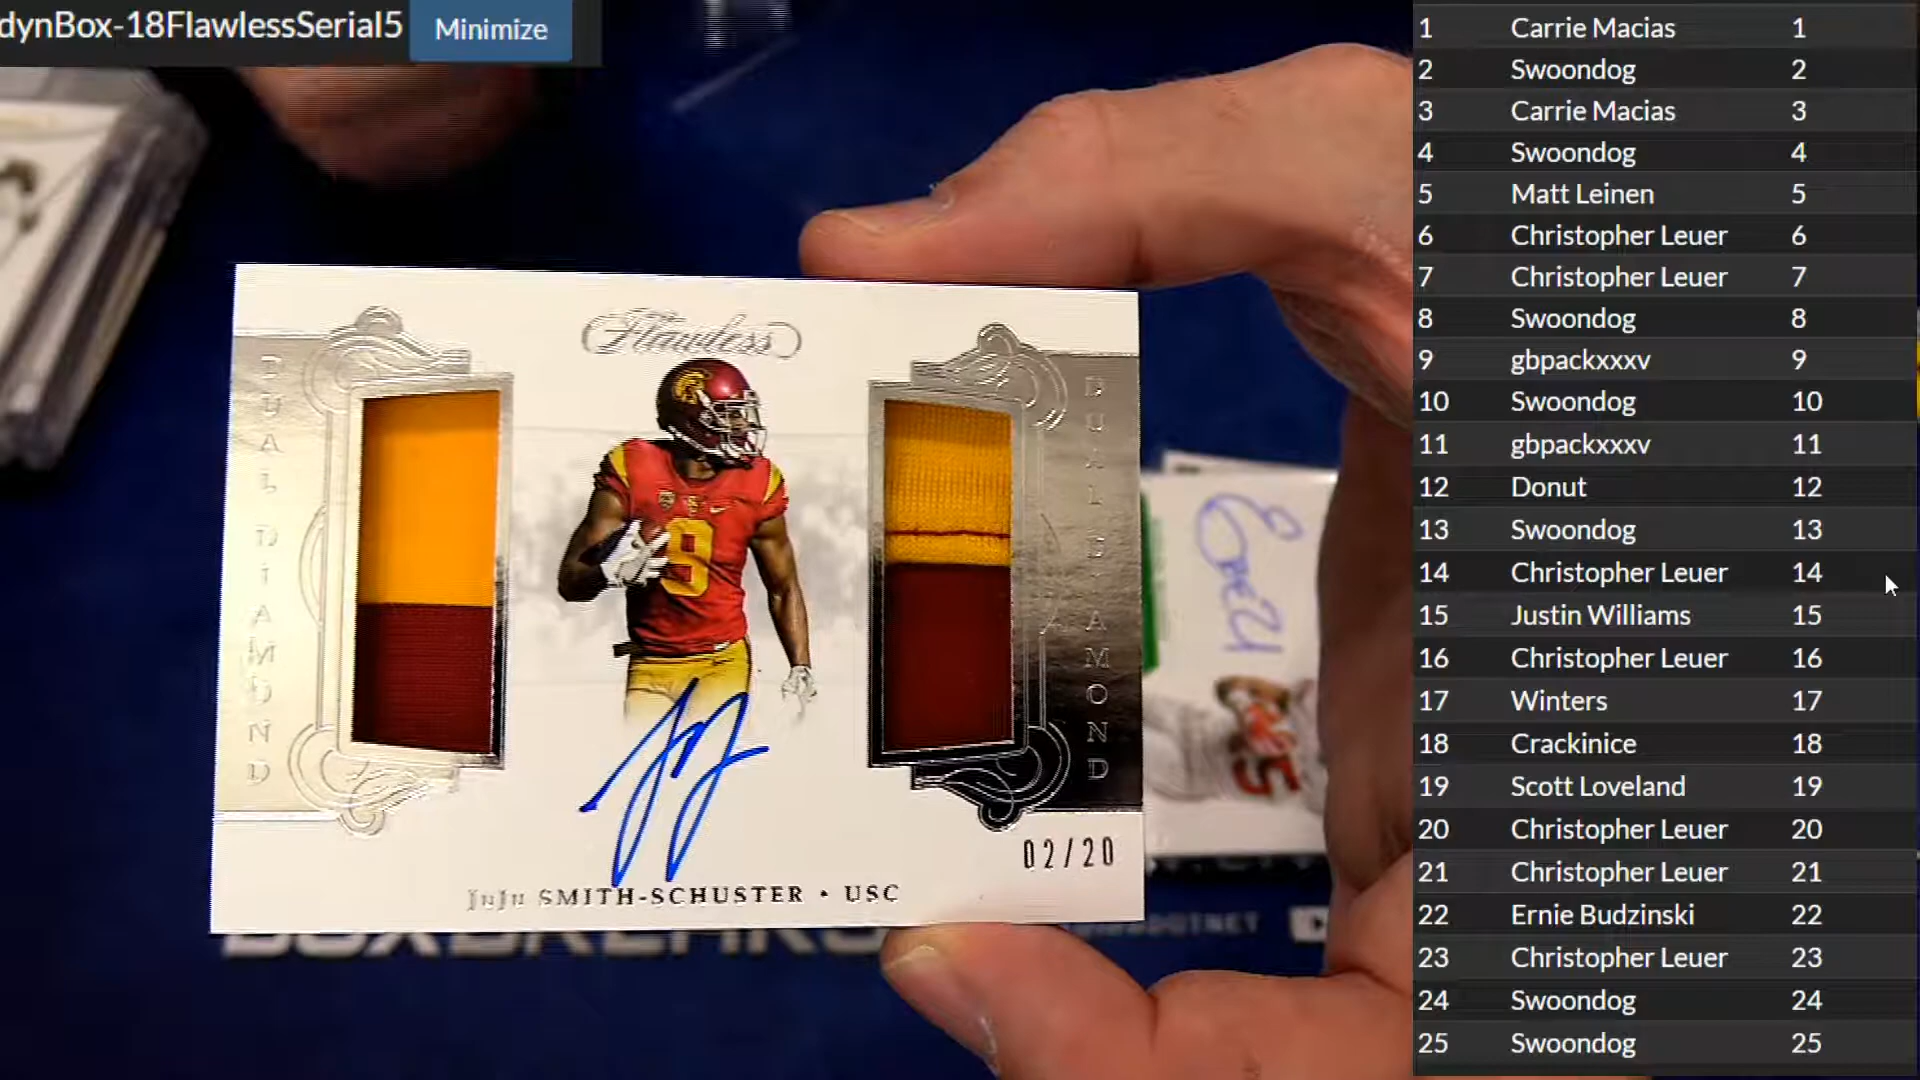 dynBox-18FlawlessSerial5 Minimize
Flawless
DUAL DIAMOND
DUAL DIAMOND
9
02/20
JuJu SMITH-SCHUSTER • USC
1 Carrie Macias 1
2 Swoondog 2
3 Carrie Macias 3
4 Swoondog 4
5 Matt Leinen 5
6 Christopher Leuer 6
7 Christopher Leuer 7
8 Swoondog 8
9 gbpackxxxv 9
10 Swoondog 10
11 gbpackxxxv 11
12 Donut 12
13 Swoondog 13
14 Christopher Leuer 14
15 Justin Williams 15
16 Christopher Leuer 16
17 Winters 17
18 Crackinice 18
19 Scott Loveland 19
20 Christopher Leuer 20
21 Christopher Leuer 21
22 Ernie Budzinski 22
23 Christopher Leuer 23
24 Swoondog 24
25 Swoondog 25